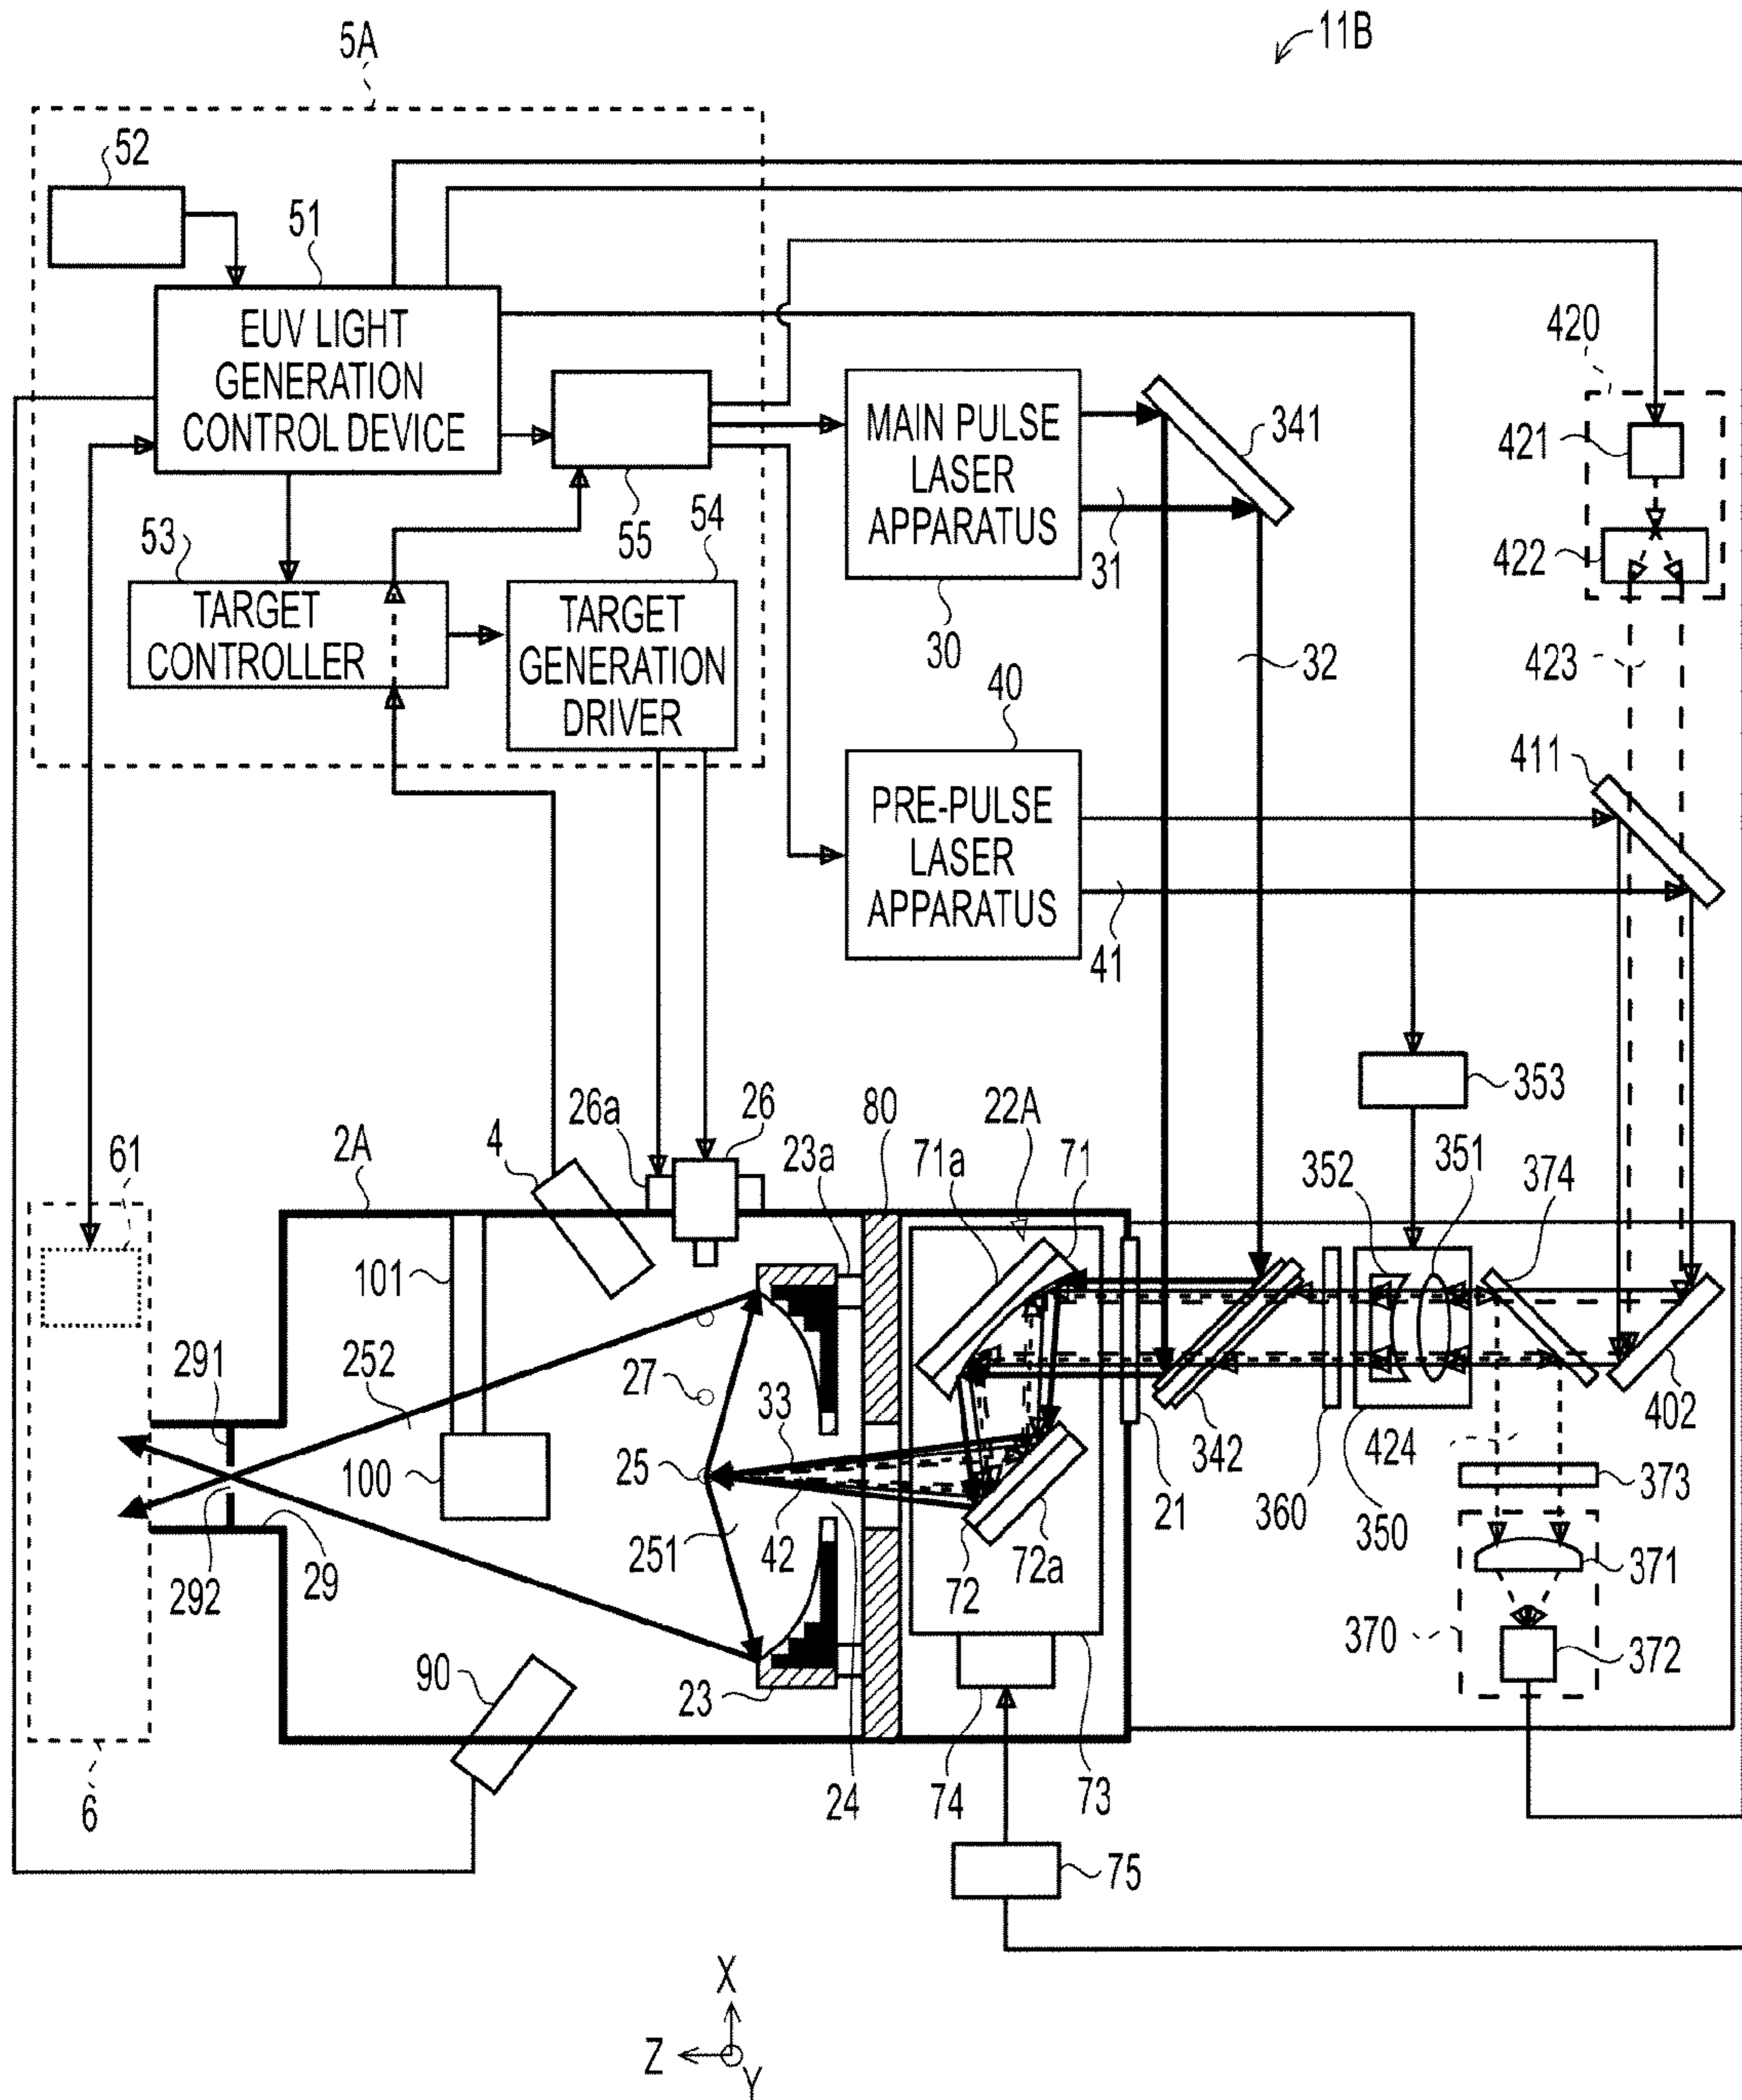 11B
5A
52
51
EUV LIGHT
GENERATION
CONTROL DEVICE
420
MAIN PULSE
LASER
APPARATUS
341
421
53
55
54
31
422
TARGET
CONTROLLER
TARGET
GENERATION
DRIVER
30
32
423
40
411
PRE-PULSE
LASER
APPARATUS
41
353
26a
26
80
22A
2A
4
23a
71a
71
352
351
374
61
101
291
252
27
33
402
100
25
342
424
373
21
360
350
292
29
251
42
72
72a
371
370
372
90
23
6
24
74
73
75
X
Z
Y